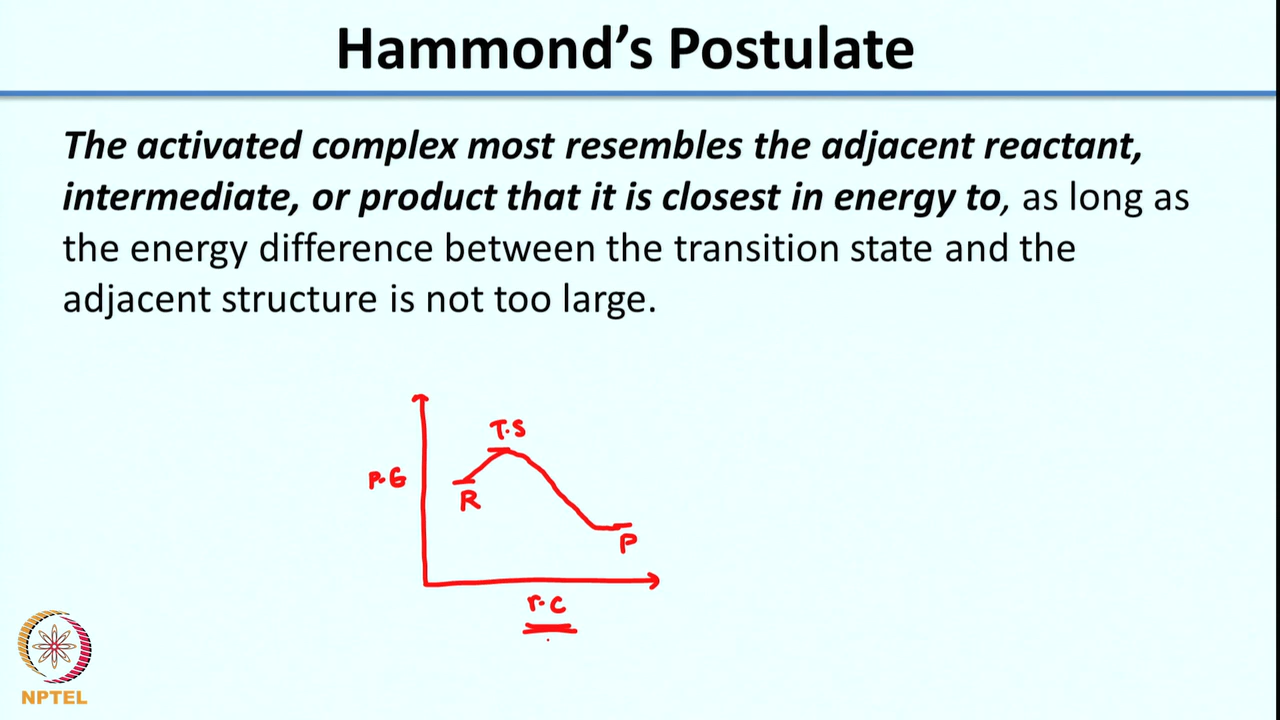 Hammond’s Postulate
The activated complex most resembles the adjacent reactant,
intermediate, or product that it is closest in energy to, as long as
the energy difference between the transition state and the
adjacent structure is not too large.
T.S
P.E
R
P
r.c
NPTEL